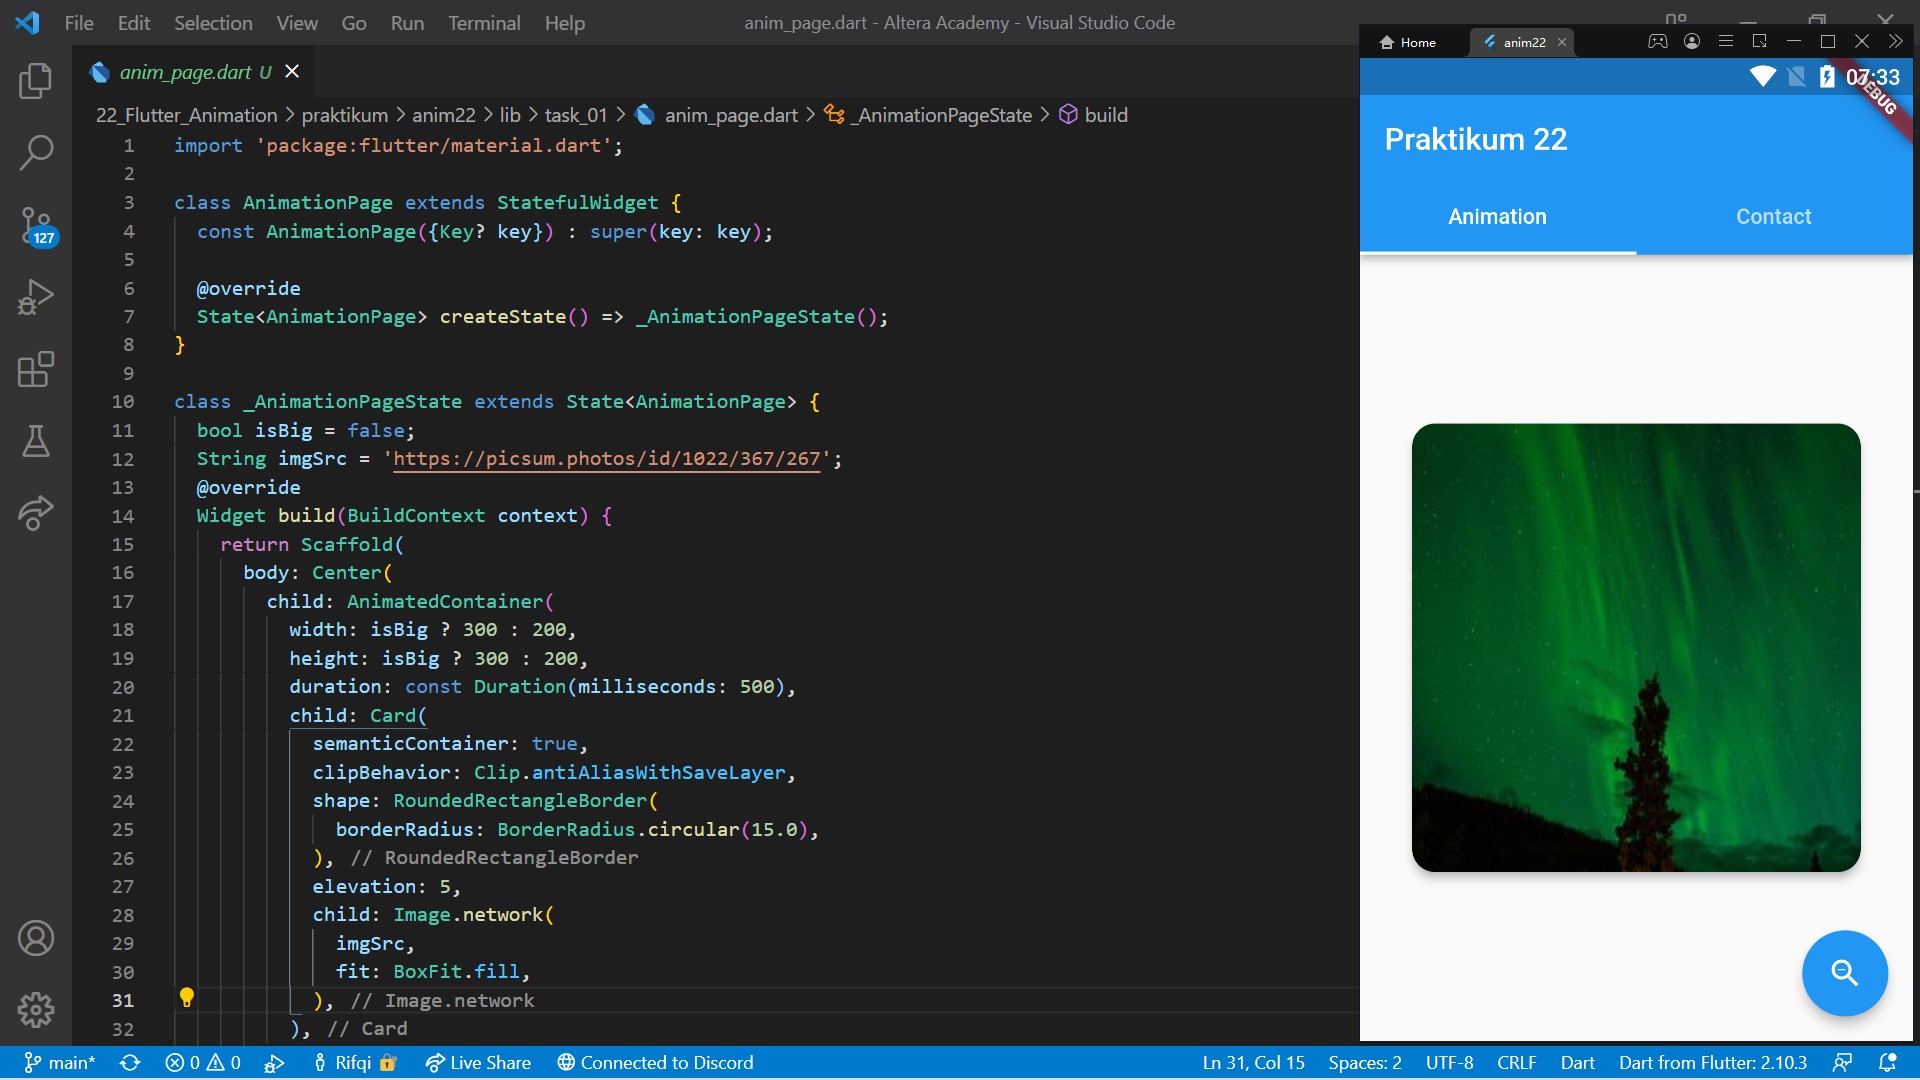 File Edit Selection View Go Run Terminal Help
anim_page.dart - Altera Academy - Visual Studio Code
anim_page.dart U
22_Flutter_Animation > praktikum > anim22 > lib > task_01 > anim_page.dart > _AnimationPageState > build
127
1 import 'package:flutter/material.dart';
2
3 class AnimationPage extends StatefulWidget {
4 const AnimationPage({Key? key}) : super(key: key);
5
6 @override
7 State<AnimationPage> createState() => _AnimationPageState();
8 }
9
10 class _AnimationPageState extends State<AnimationPage> {
11 bool isBig = false;
12 String imgSrc = 'https://picsum.photos/id/1022/367/267';
13 @override
14 Widget build(BuildContext context) {
15 return Scaffold(
16 body: Center(
17 child: AnimatedContainer(
18 width: isBig ? 300 : 200,
19 height: isBig ? 300 : 200,
20 duration: const Duration(milliseconds: 500),
21 child: Card(
22 semanticContainer: true,
23 clipBehavior: Clip.antiAliasWithSaveLayer,
24 shape: RoundedRectangleBorder(
25 borderRadius: BorderRadius.circular(15.0),
26 ), // RoundedRectangleBorder
27 elevation: 5,
28 child: Image.network(
29 imgSrc,
30 fit: BoxFit.fill,
31 ), // Image.network
32 ), // Card
Home
anim22
07:33
DEBUG
Praktikum 22
Animation Contact
main* 0 0 Rifqi Live Share Connected to Discord
Ln 31, Col 15 Spaces: 2 UTF-8 CRLF Dart Dart from Flutter: 2.10.3